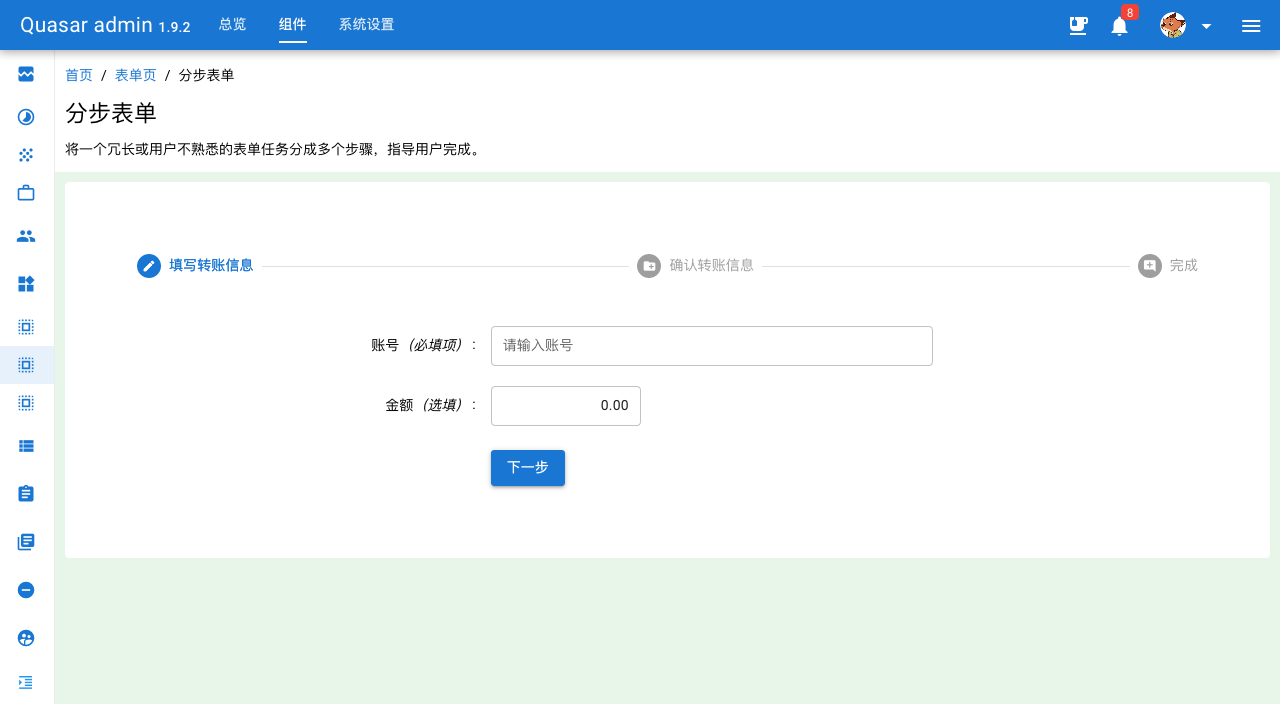 Quasar admin 1.9.2 总览 组件 系统设置 8
首页 / 表单页 / 分步表单
分步表单
将一个冗长或用户不熟悉的表单任务分成多个步骤，指导用户完成。
填写转账信息 确认转账信息 完成
账号（必填项）: 请输入账号
金额（选填）: 0.00
下一步